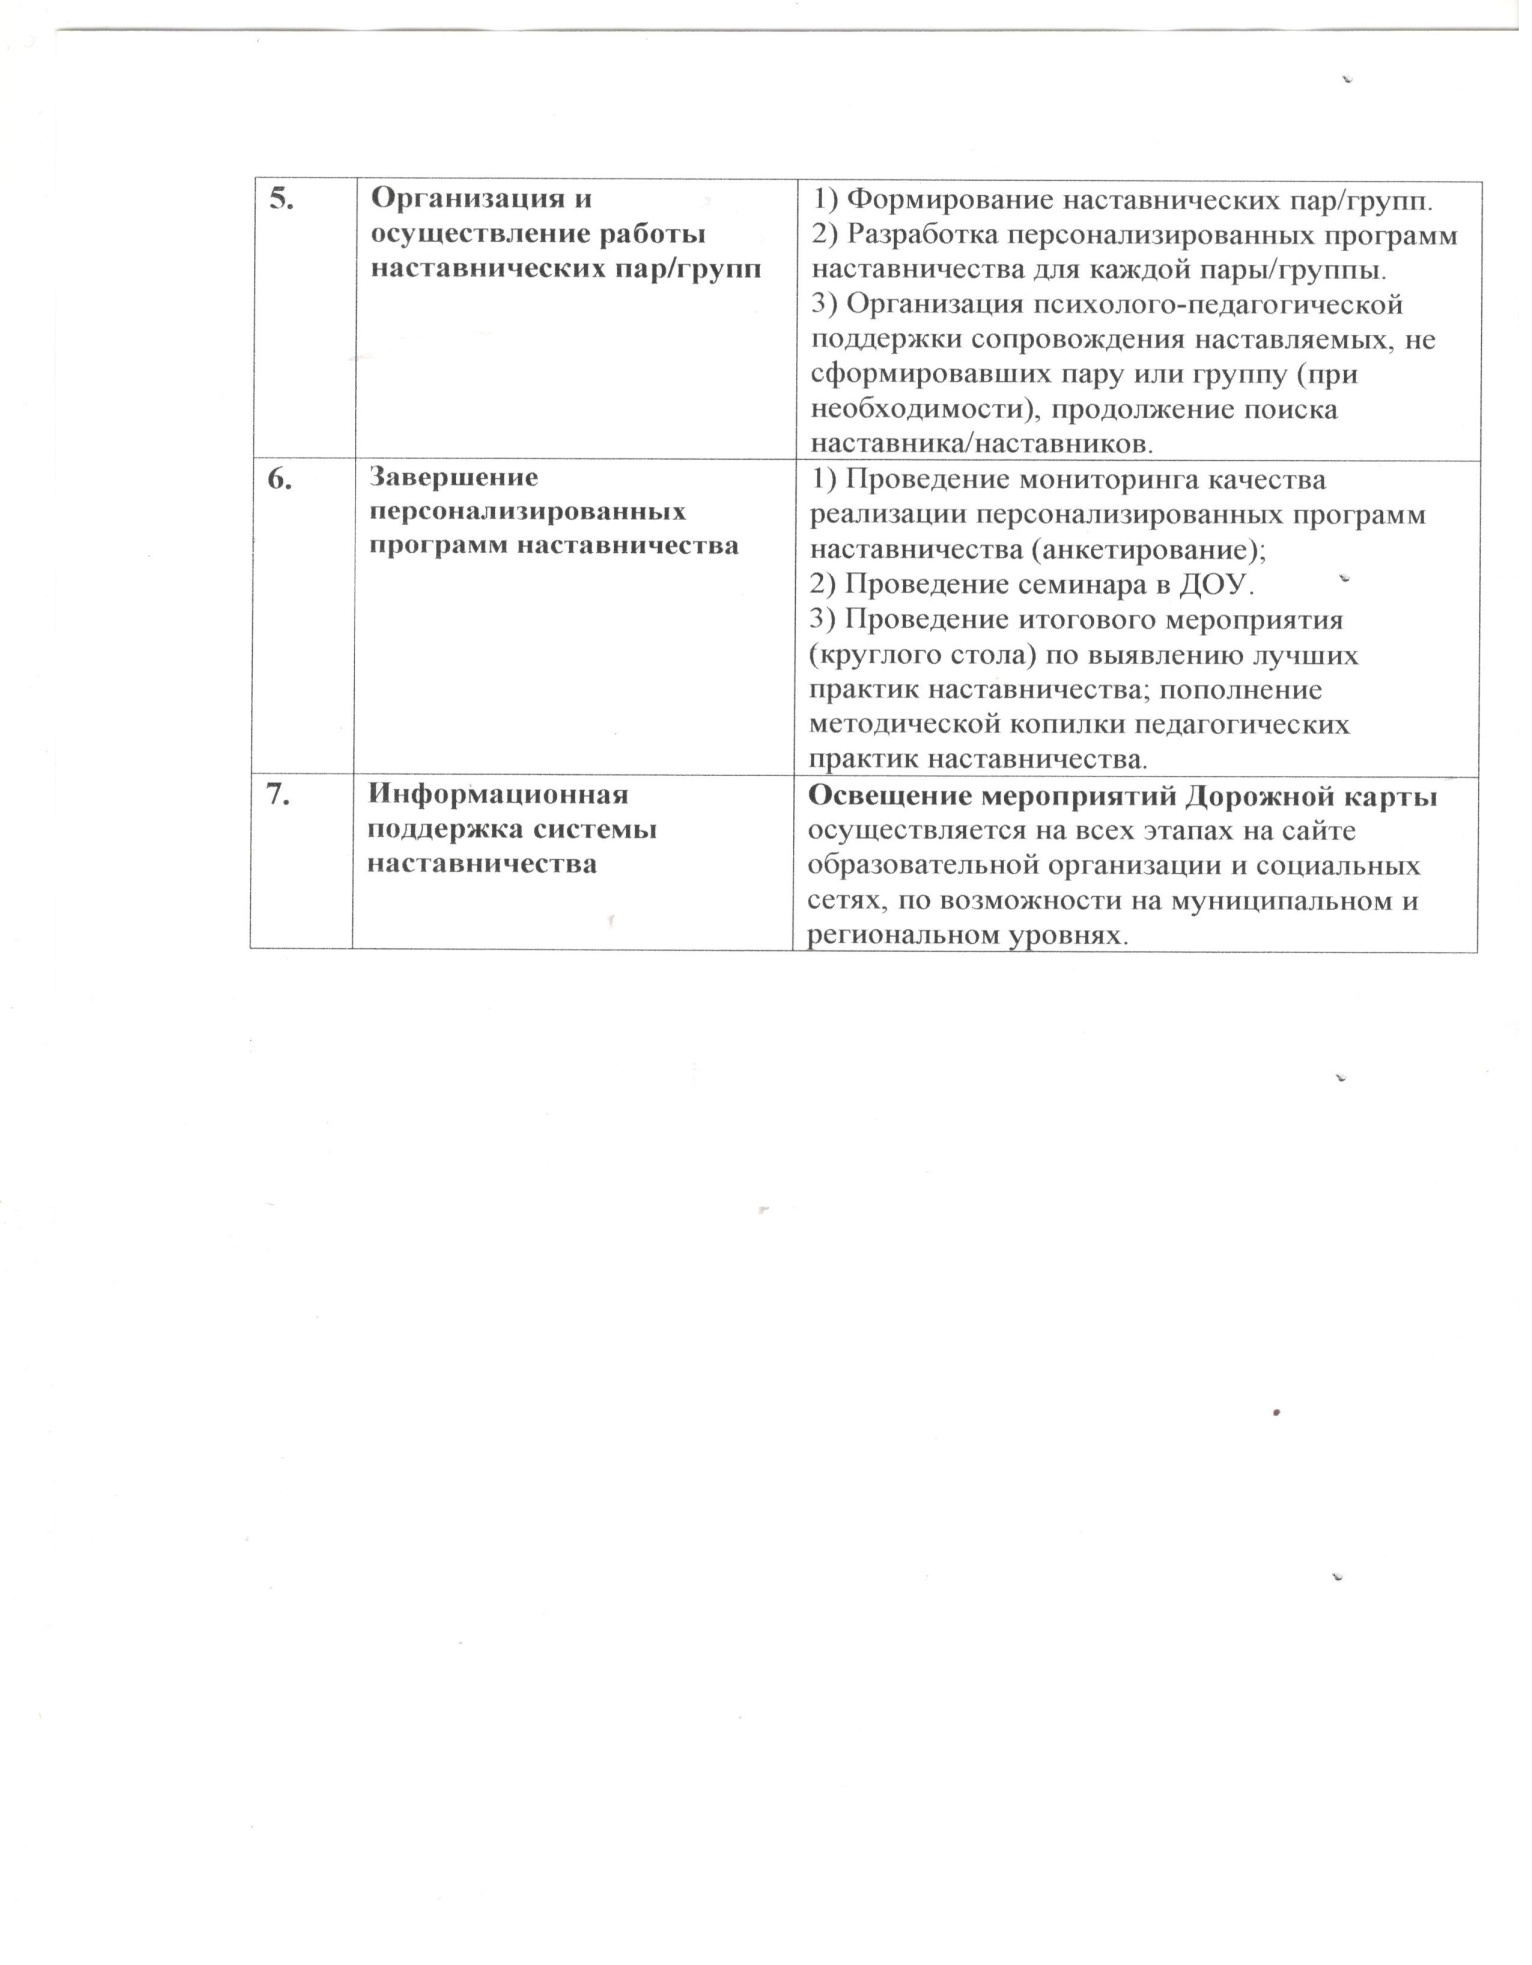 5.
Организация и
осуществление работы
наставнических пар/групп
1) Формирование наставнических пар/групп.
2) Разработка персонализированных программ
наставничества для каждой пары/группы.
3) Организация психолого-педагогической
поддержки сопровождения наставляемых, не
сформировавших пару или группу (при
необходимости), продолжение поиска
наставника/наставников.
6.
Завершение
персонализированных
программ наставничества
1) Проведение мониторинга качества
реализации персонализированных программ
наставничества (анкетирование);
2) Проведение семинара в ДОУ.
3) Проведение итогового мероприятия
(круглого стола) по выявлению лучших
практик наставничества; пополнение
методической копилки педагогических
практик наставничества.
7.
Информационная
поддержка системы
наставничества
Освещение мероприятий Дорожной карты
осуществляется на всех этапах на сайте
образовательной организации и социальных
сетях, по возможности на муниципальном и
региональном уровнях.